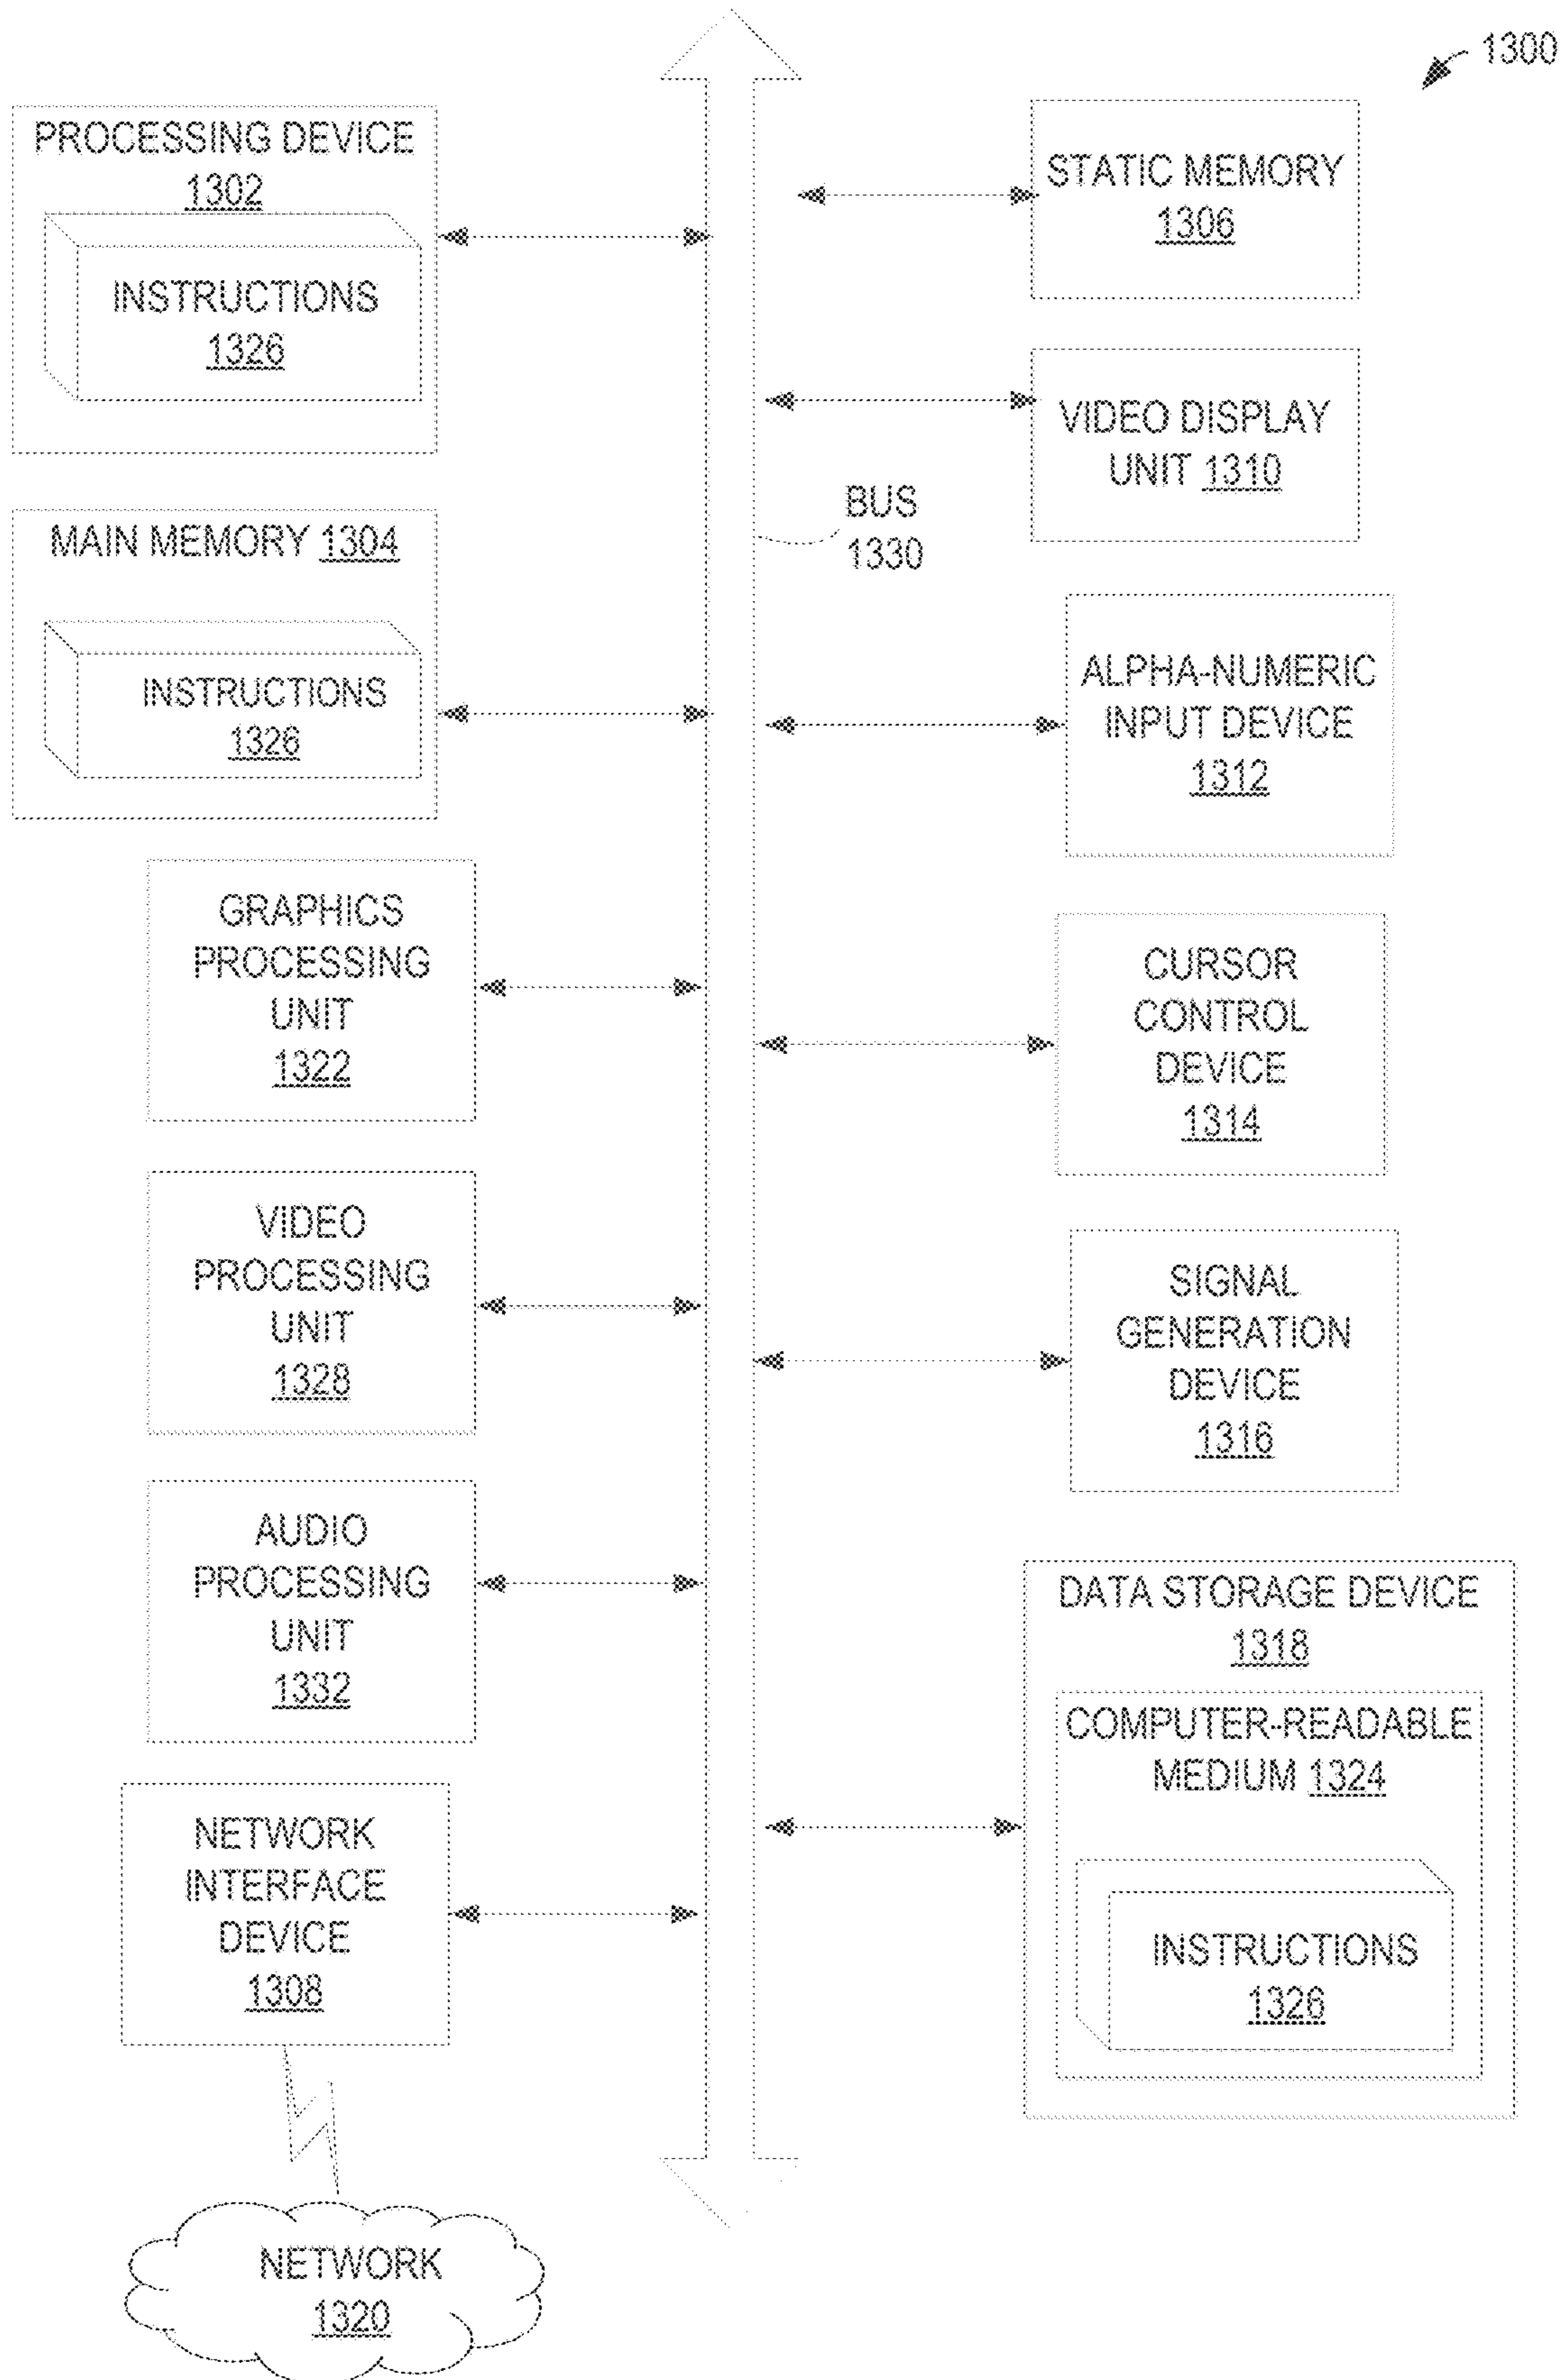 1300
PROCESSING DEVICE
1302
INSTRUCTIONS
1326
MAIN MEMORY 1304
INSTRUCTIONS
1326
GRAPHICS
PROCESSING
UNIT
1322
VIDEO
PROCESSING
UNIT
1328
AUDIO
PROCESSING
UNIT
1332
NETWORK
INTERFACE
DEVICE
1308
NETWORK
1320
BUS
1330
STATIC MEMORY
1306
VIDEO DISPLAY
UNIT 1310
ALPHA-NUMERIC
INPUT DEVICE
1312
CURSOR
CONTROL
DEVICE
1314
SIGNAL
GENERATION
DEVICE
1316
DATA STORAGE DEVICE
1318
COMPUTER-READABLE
MEDIUM 1324
INSTRUCTIONS
1326